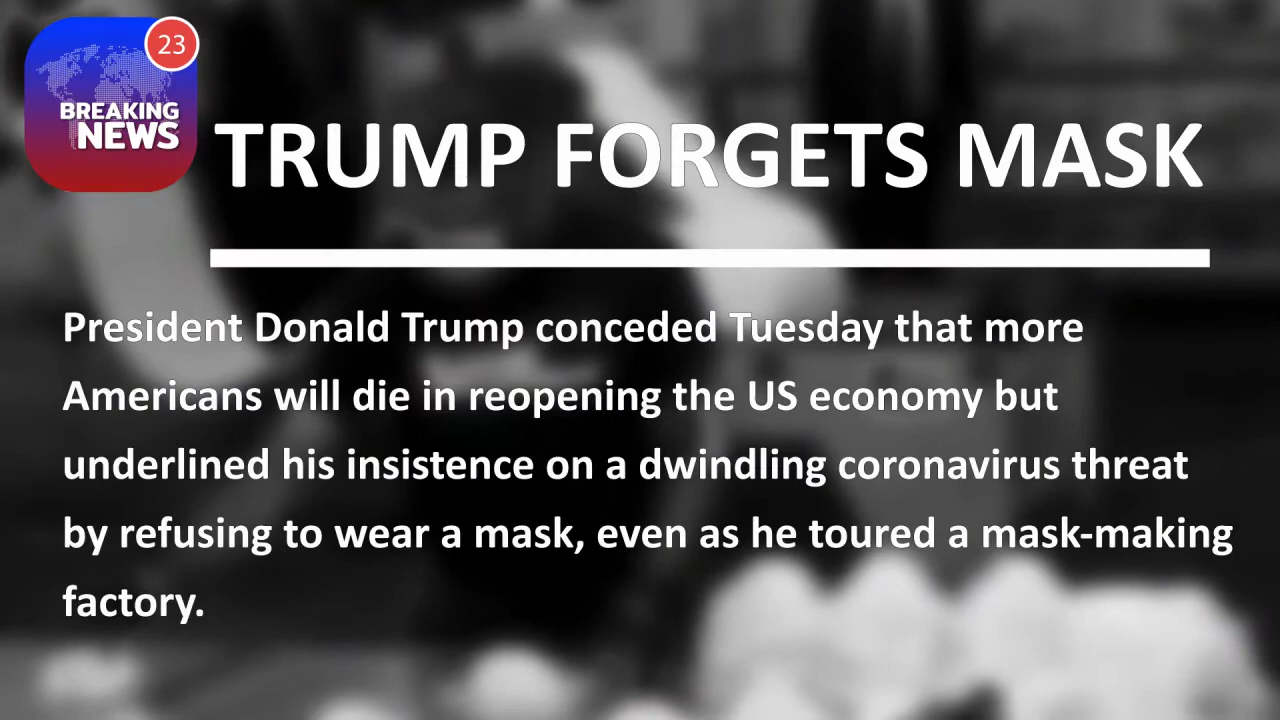 23
BREAKING
NEWS
TRUMP FORGETS MASK
President Donald Trump conceded Tuesday that more
Americans will die in reopening the US economy but
underlined his insistence on a dwindling coronavirus threat
by refusing to wear a mask, even as he toured a mask-making
factory.